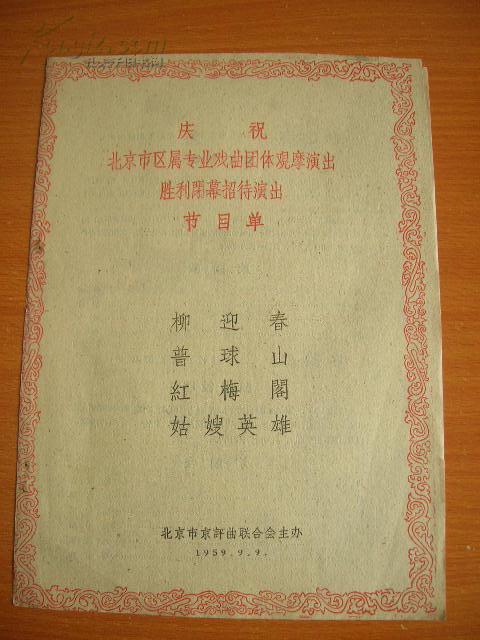 庆 祝
北京市区属专业戏曲团体观摩演出
胜利閉幕招待演出
节目单
柳迎春
普球山
紅梅閣
姑嫂英雄
北京市京評曲联合会主办
1959.9.9.